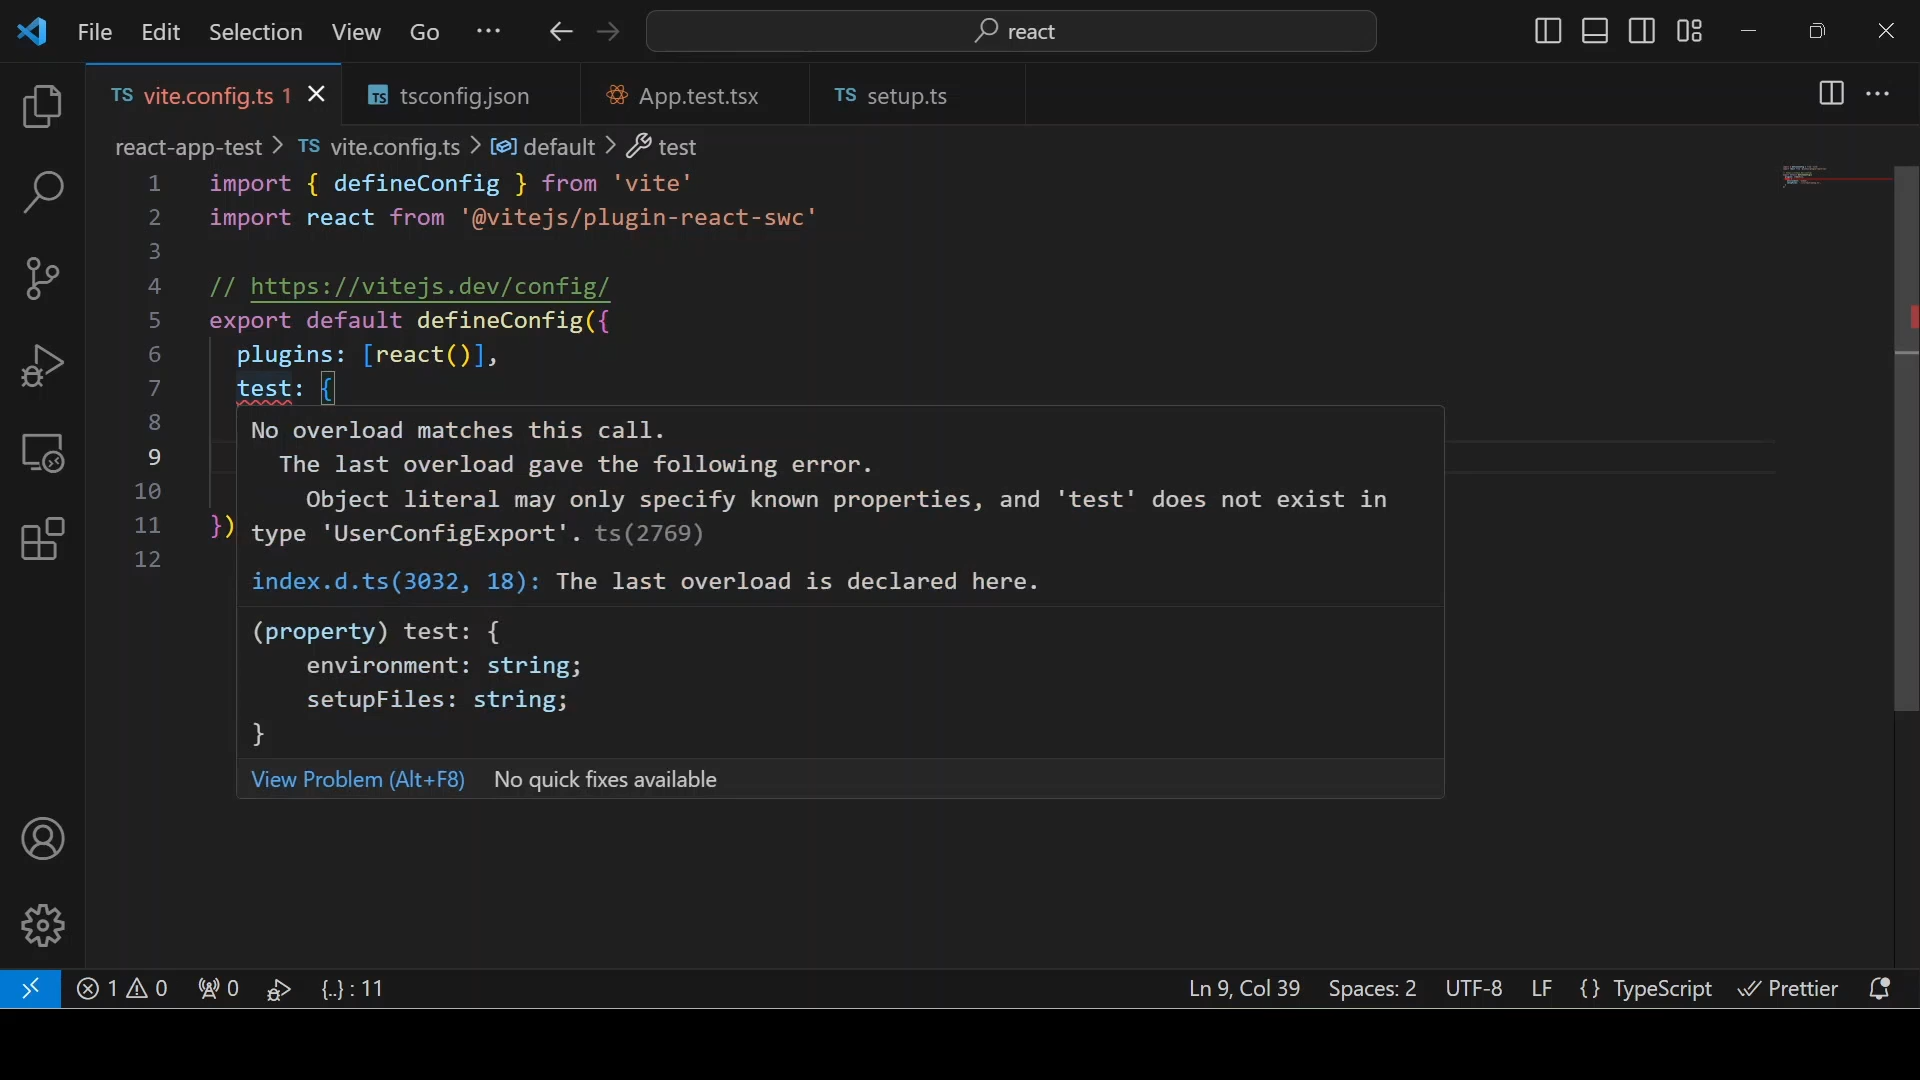 File Edit Selection View Go ··· react
TS vite.config.ts 1 TS tsconfig.json App.test.tsx TS setup.ts
react-app-test > TS vite.config.ts > default > test
1 import { defineConfig } from 'vite'
2 import react from '@vitejs/plugin-react-swc'
3
4 // https://vitejs.dev/config/
5 export default defineConfig({
6 plugins: [react()],
7 test: {
8
9
10
11 })
12
No overload matches this call.
The last overload gave the following error.
Object literal may only specify known properties, and 'test' does not exist in
type 'UserConfigExport'. ts(2769)
index.d.ts(3032, 18): The last overload is declared here.
(property) test: {
environment: string;
setupFiles: string;
}
View Problem (Alt+F8) No quick fixes available
1 0 0 {..} : 11 Ln 9, Col 39 Spaces: 2 UTF-8 LF {} TypeScript Prettier